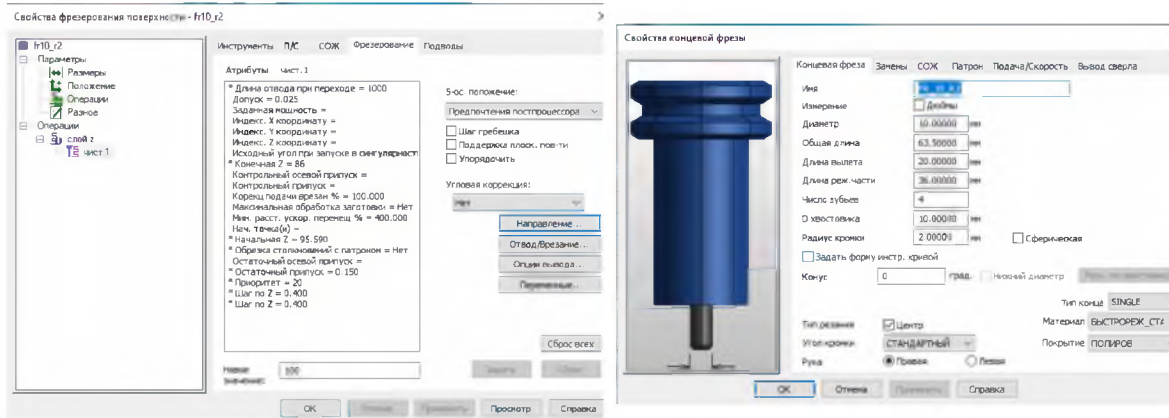 Свойства фрезерования поверхности - fr10_r2
fr10_r2
Параметры
Размеры
Положение
Операции
Разное
Операции
слой z
чист 1
Инструменты П/С СОЖ Фрезерование Подводы
Атрибуты чист.1
* Длина отвода при переходе = 1000
Допуск = 0.025
Заданная мощность =
Индекс. X координату =
Индекс. Y координату =
Индекс. Z координату =
Исходный угол при запуске в сингулярност
* Конечная Z = 86
Контрольный осевой припуск =
Контрольный припуск =
Корекц подачи врезан % = 100.000
Максимальная обработка заготовки = Нет
Мин. расст. ускор. перемещ % = 400.000
Нач. точка(и) =
* Начальная Z = 95.590
* Обрезка столкновений с патроном = Нет
Остаточный осевой припуск =
* Остаточный припуск = 0.150
* Приоритет = 20
* Шаг по Z = 0.400
* Шаг по Z = 0.400
5-ос. положение:
Предпочтения постпроцессора
Шаг гребешка
Поддержка плоск. пов-ти
Упорядочить
Угловая коррекция:
Нет
Направление...
Отвод/Врезание...
Опции вывода...
Переменные...
Сброс всех
Новое значение: 100
OK Просмотр Справка
Свойства концевой фрезы
Концевая фреза Замены СОЖ Патрон Подача/Скорость Вывод сверла
Имя
Измерение Дюймы
Диаметр 10.00000 мм
Общая длина 63.50000 мм
Длина вылета 20.00000 мм
Длина реж.части 36.00000 мм
Число зубьев 4
D хвостовика 10.00000 мм
Радиус кромки 2.00000 мм Сферическая
Задать форму инстр. кривой
Конус 0 град. Нижний диаметр
Тип конца SINGLE
Тип резания Центр Материал БЫСТРОРЕЖ_СТА
Угол кромки СТАНДАРТНЫЙ Покрытие ПОЛИРОВ
Рука Правая Левая
OK Отмена Применить Справка